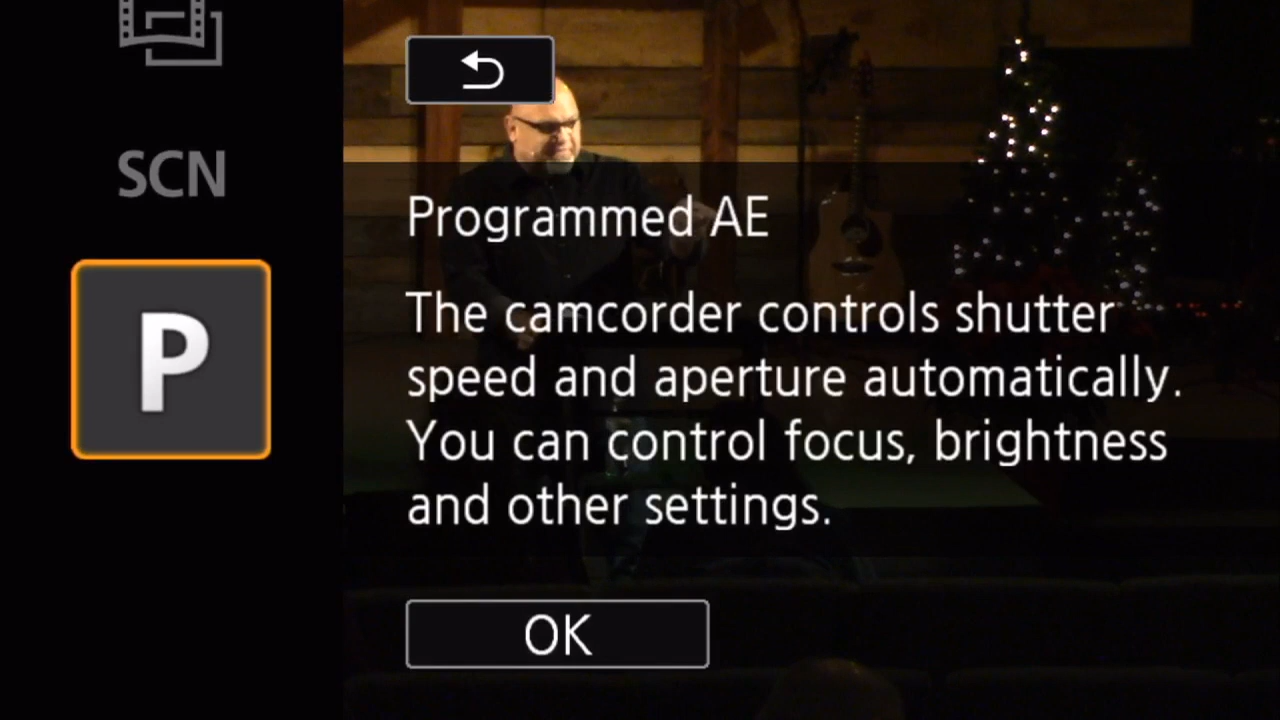 SCN
P
Programmed AE
The camcorder controls shutter
speed and aperture automatically.
You can control focus, brightness
and other settings.
OK